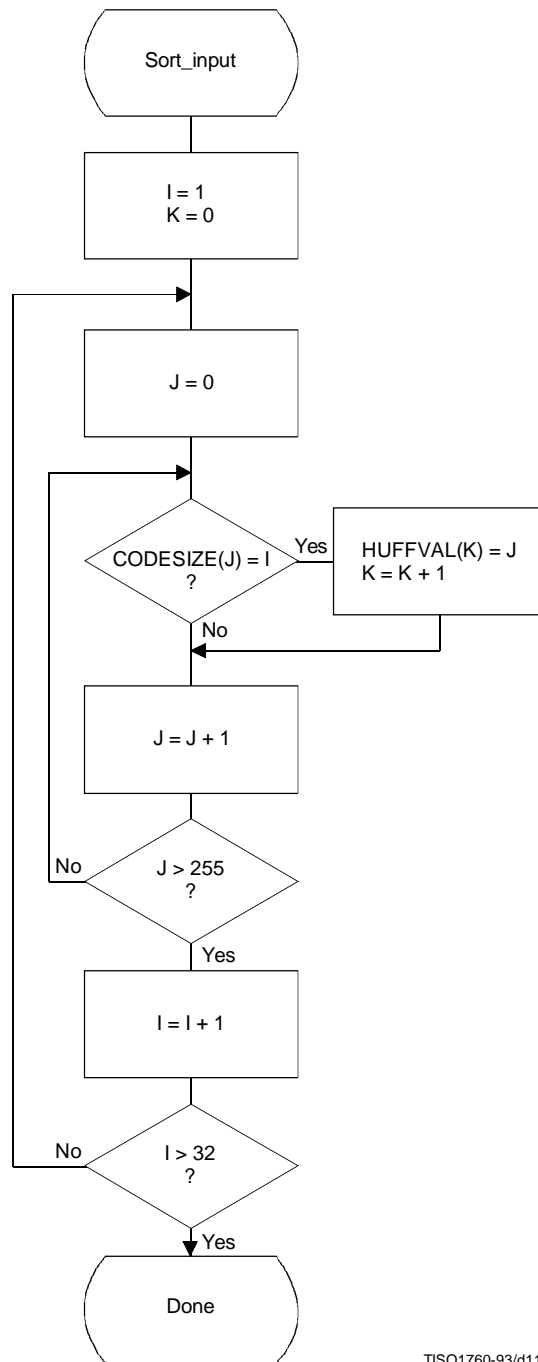 Sort_input
I = 1
K = 0
J = 0
CODESIZE(J) = I
?
Yes
HUFFVAL(K) = J
K = K + 1
No
J = J + 1
No
J > 255
?
Yes
I = I + 1
No
I > 32
?
Yes
Done